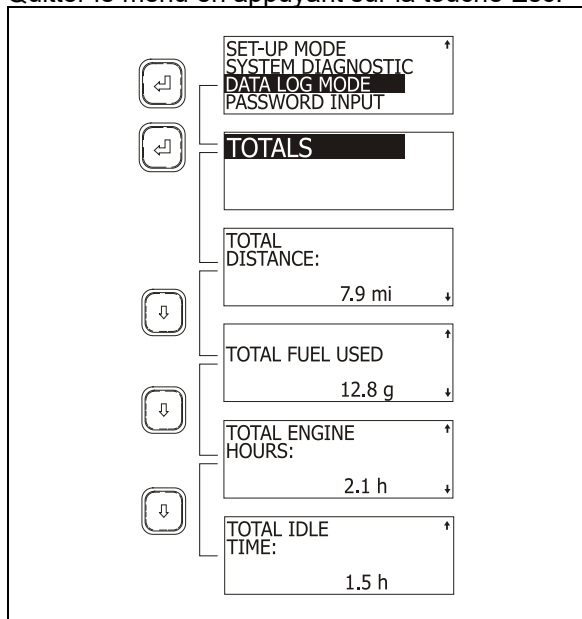 Quitter le menu en appuyant sur la touche Esc.
SET-UP MODE
SYSTEM DIAGNOSTIC
DATA LOG MODE
PASSWORD INPUT
TOTALS
TOTAL
DISTANCE:
7.9 mi
TOTAL FUEL USED
12.8 g
TOTAL ENGINE
HOURS:
2.1 h
TOTAL IDLE
TIME:
1.5 h